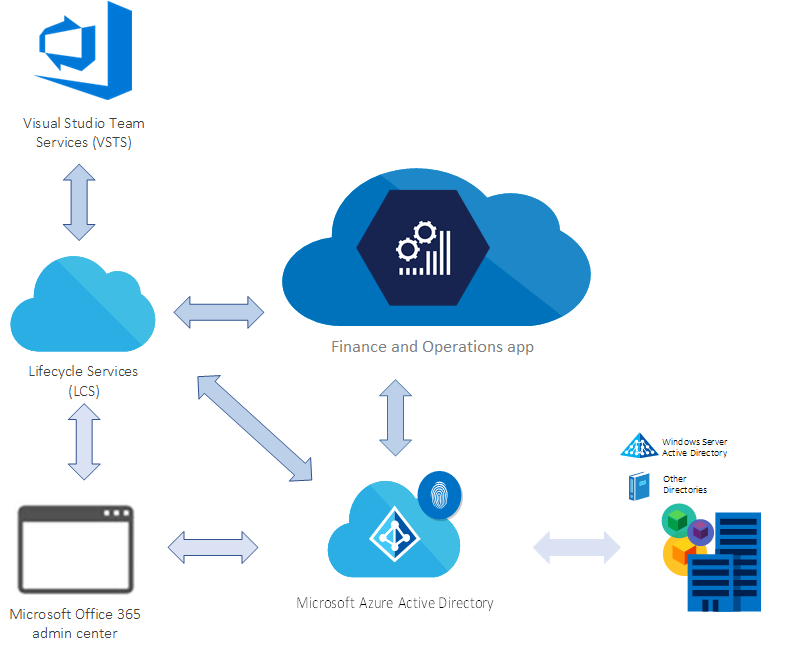 Visual Studio Team
Services (VSTS)
Finance and Operations app
Lifecycle Services
(LCS)
Windows Server
Active Directory
Other
Directories
Microsoft Azure Active Directory
Microsoft Office 365
admin center